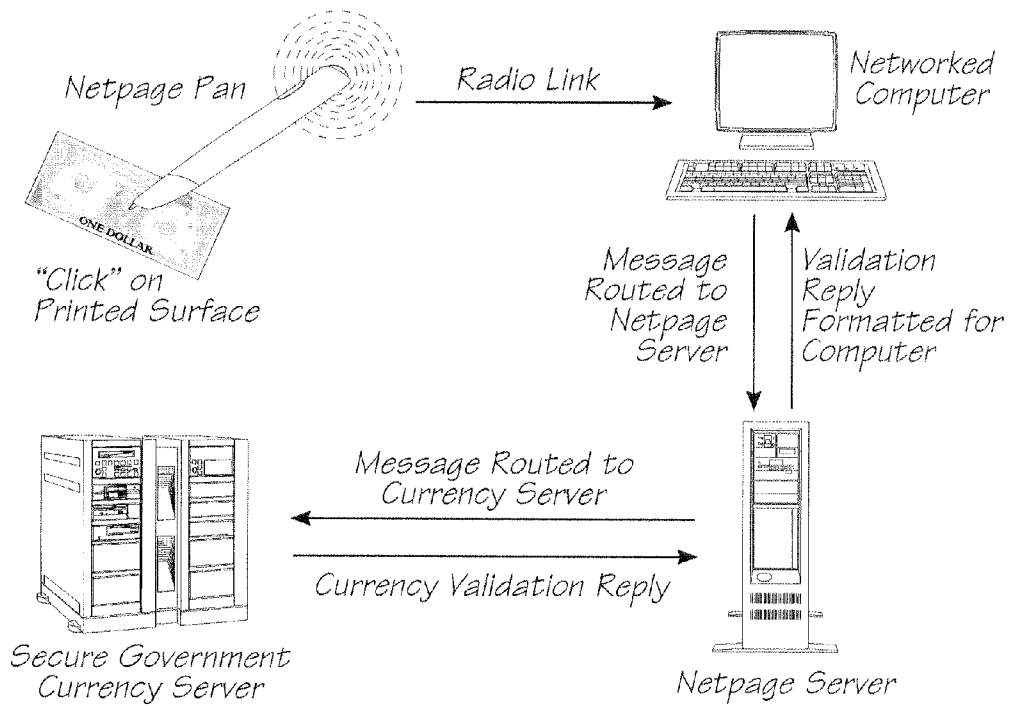 Netpage Pan
Radio Link
Networked
Computer
ONE DOLLAR
"Click" on
Printed Surface
Message
Routed to
Netpage
Server
Validation
Reply
Formatted for
Computer
Message Routed to
Currency Server
Currency Validation Reply
Secure Government
Currency Server
Netpage Server